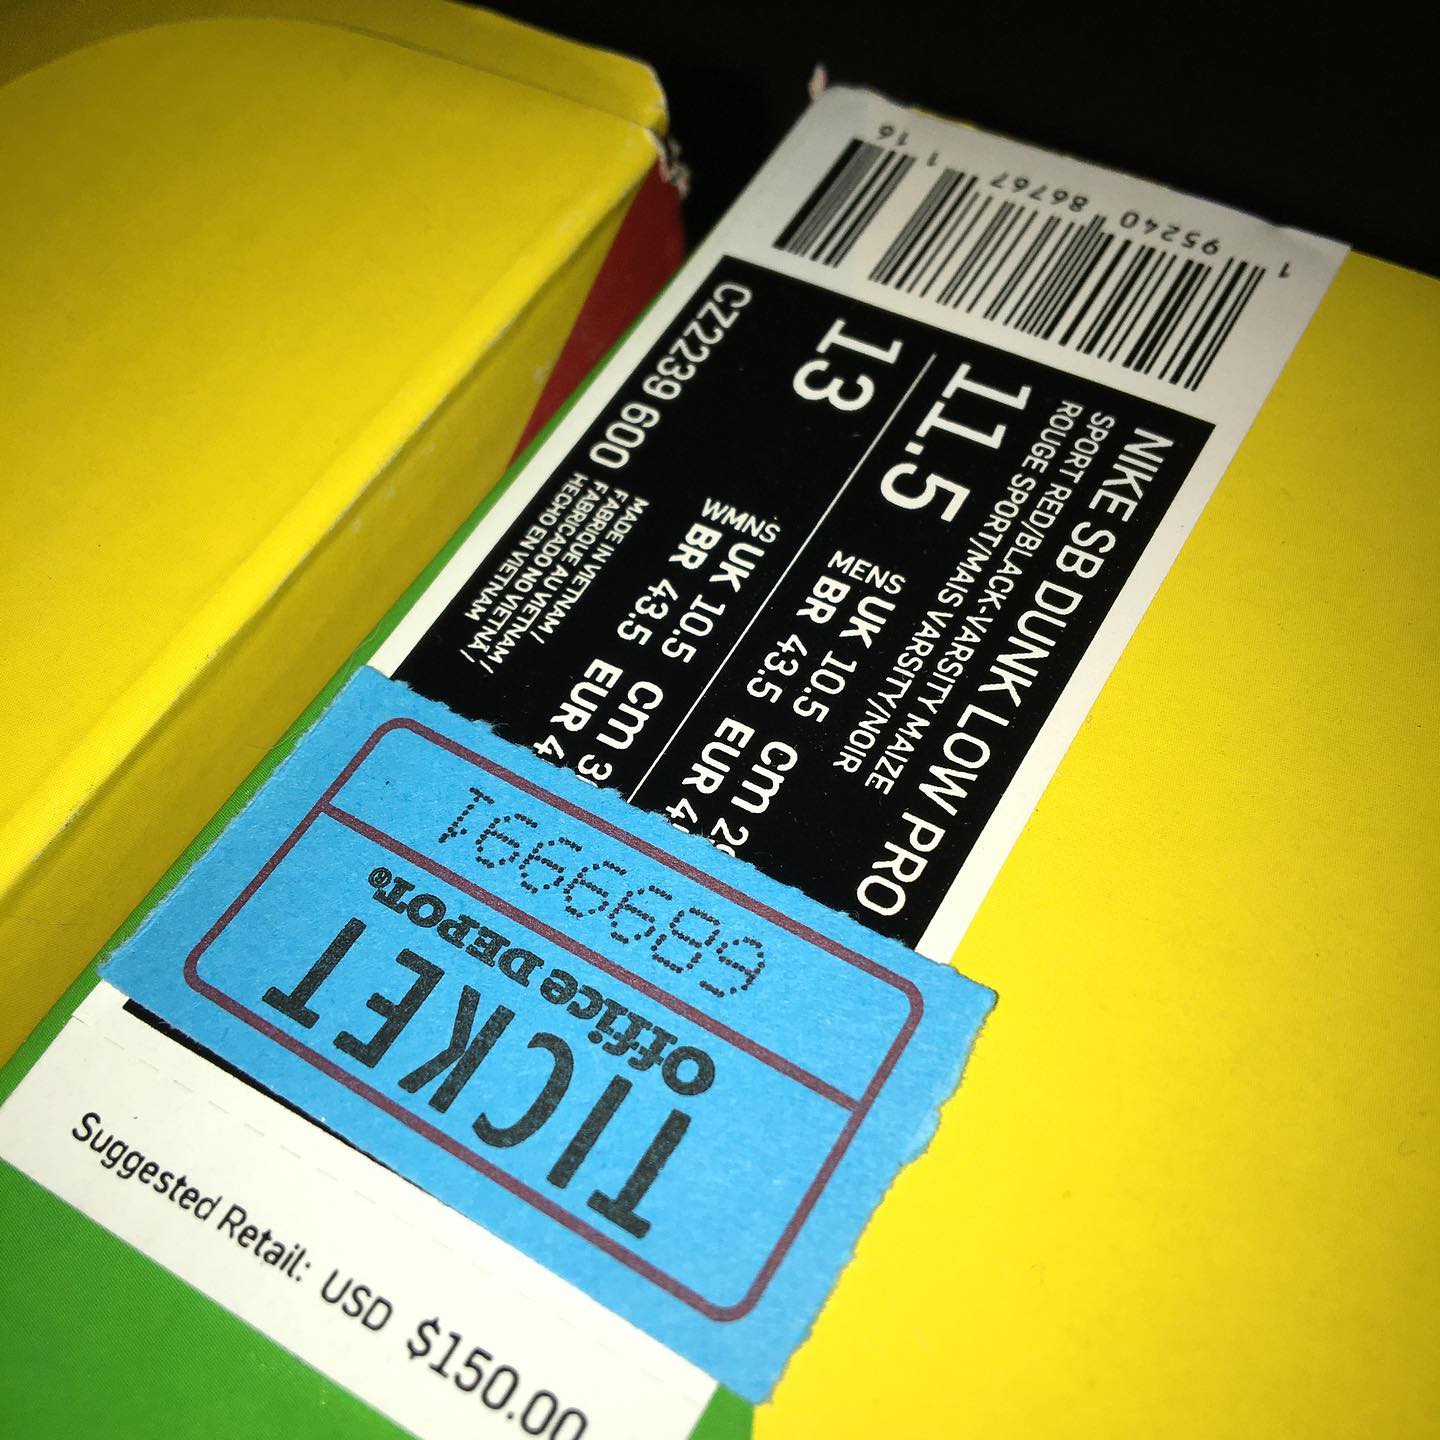 1 95240 86767 1 16
NIKE SB DUNK LOW PRO
SPORT RED/BLACK-VARSITY MAIZE
ROUGE SPORT/MAIS VARSITY/NOIR
11.5
MENS
UK 10.5 CM
BR 43.5 EUR
13
WMNS
UK 10.5 CM
BR 43.5 EUR
CZ2239 600
MADE IN VIETNAM/
FABRIQUE AU VIETNAM/
FABRICADO NO VIETNÃ/
HECHO EN VIETNAM
TICKET
Office DEPOT®
Suggested Retail: USD $150.00